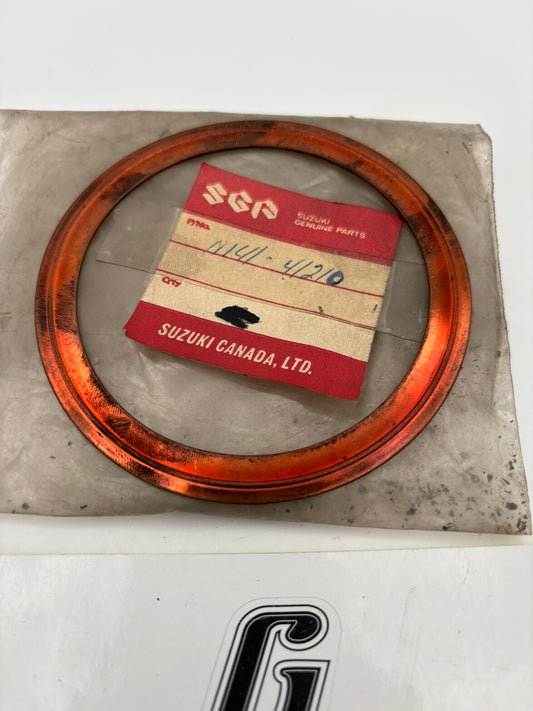 SGP
SUZUKI
GENUINE PARTS
P/No.
11141-41210
Q'ty
SUZUKI CANADA, LTD.
G